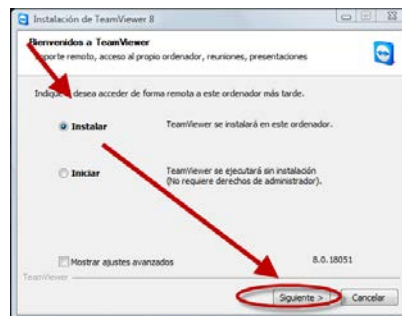 Instalación de TeamViewer 8
Bienvenidos a TeamViewer
Soporte remoto, acceso al propio ordenador, reuniones, presentaciones
Indique si desea acceder de forma remota a este ordenador más tarde.
Instalar
TeamViewer se instalará en este ordenador.
Iniciar
TeamViewer se ejecutará sin instalación
(No requiere derechos de administrador).
Mostrar ajustes avanzados
8.0.18051
TeamViewer
Siguiente >
Cancelar